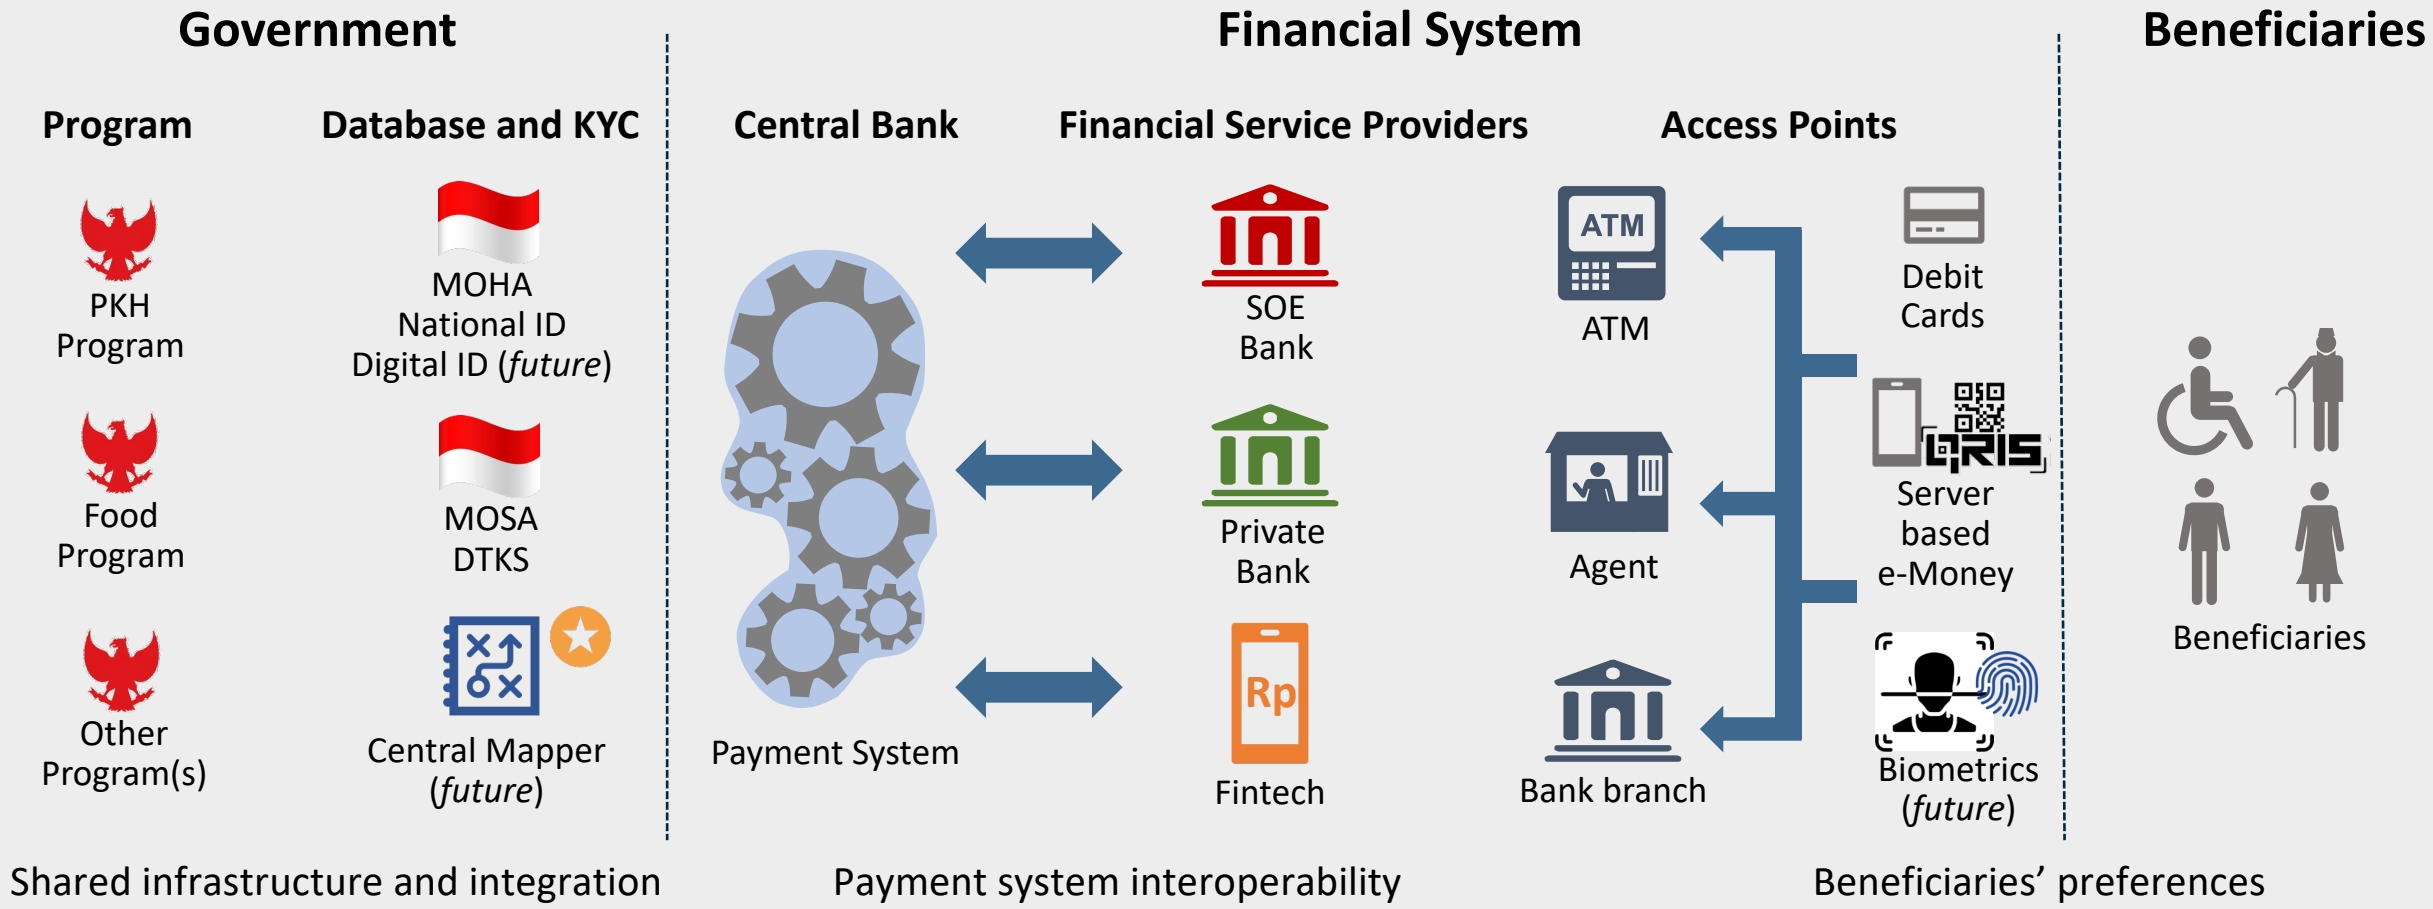 Government
Financial System
Beneficiaries
Program
Database and KYC
Central Bank
Financial Service Providers
Access Points
PKH
Program
Food
Program
Other
Program(s)
MOHA
National ID
Digital ID (future)
MOSA
DTKS
Central Mapper
(future)
Payment System
SOE
Bank
Private
Bank
Rp
Fintech
ATM
ATM
Agent
Bank branch
Debit
Cards
QRIS
Server
based
e-Money
Biometrics
(future)
Beneficiaries
Shared infrastructure and integration
Payment system interoperability
Beneficiaries’ preferences